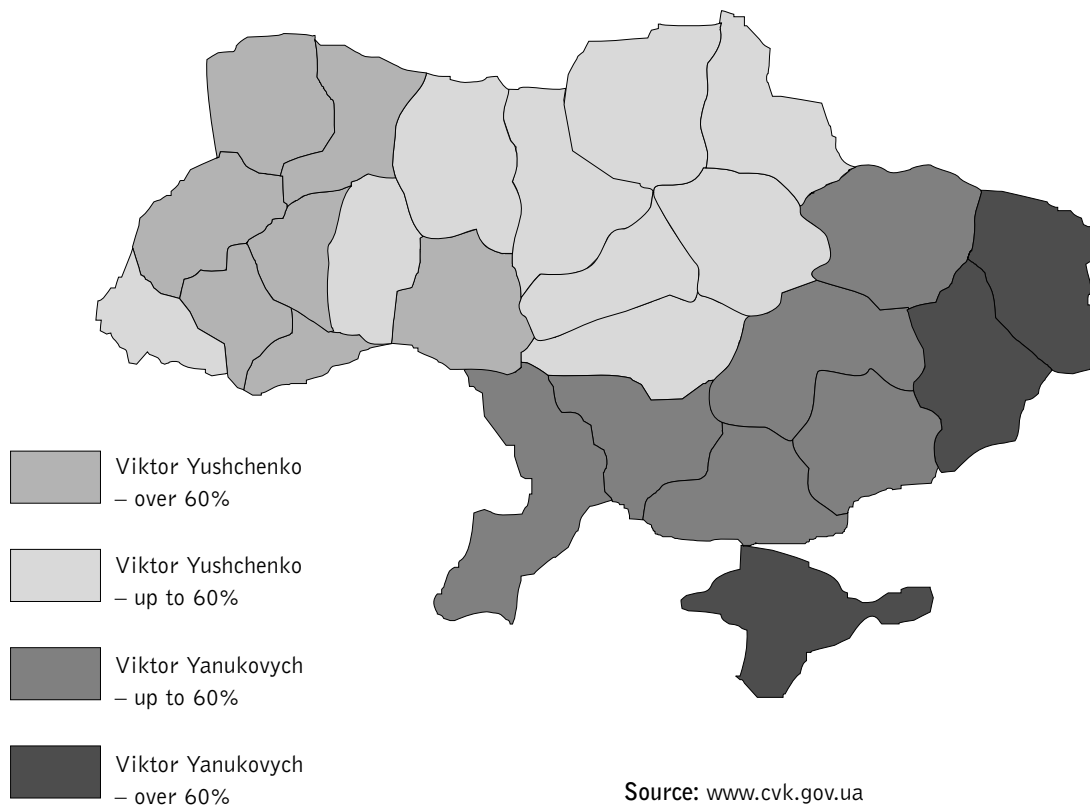 Viktor Yushchenko
– over 60%
Viktor Yushchenko
– up to 60%
Viktor Yanukovych
– up to 60%
Viktor Yanukovych
– over 60%
Source: www.cvk.gov.ua